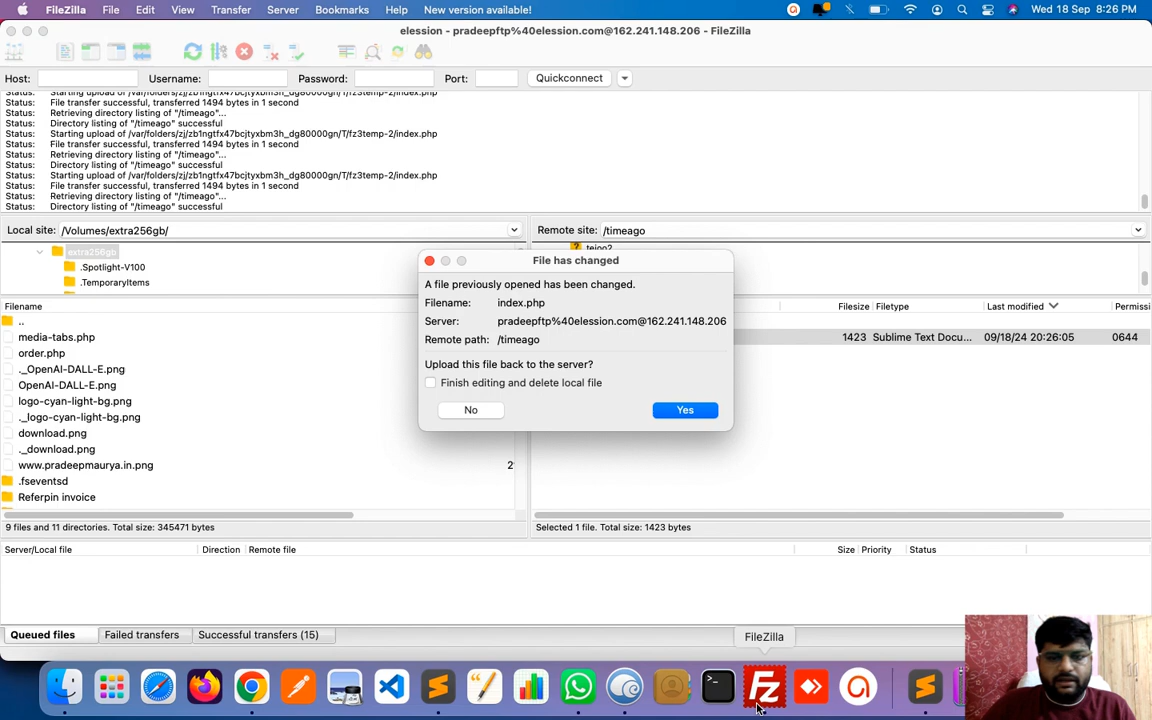 FileZilla File Edit View Transfer Server Bookmarks Help New version available! Wed 18 Sep 8:26 PM
elession - pradeepftp%40elession.com@162.241.148.206 - FileZilla
Host: Username: Password: Port: Quickconnect
Status: Starting upload of /var/folders/zj/zb1ngtfx47bcjtyxbm3h_dg80000gn/T/fz3temp-2/index.php
Status: File transfer successful, transferred 1494 bytes in 1 second
Status: Retrieving directory listing of "/timeago"...
Status: Directory listing of "/timeago" successful
Status: Starting upload of /var/folders/zj/zb1ngtfx47bcjtyxbm3h_dg80000gn/T/fz3temp-2/index.php
Status: File transfer successful, transferred 1494 bytes in 1 second
Status: Retrieving directory listing of "/timeago"...
Status: Directory listing of "/timeago" successful
Status: Starting upload of /var/folders/zj/zb1ngtfx47bcjtyxbm3h_dg80000gn/T/fz3temp-2/index.php
Status: File transfer successful, transferred 1494 bytes in 1 second
Status: Retrieving directory listing of "/timeago"...
Status: Directory listing of "/timeago" successful
Local site: /Volumes/extra256gb/ Remote site: /timeago
extra256gb
.Spotlight-V100
.TemporaryItems
File has changed
A file previously opened has been changed.
Filename: index.php
Server: pradeepftp%40elession.com@162.241.148.206
Remote path: /timeago
Upload this file back to the server?
Finish editing and delete local file
No Yes
Filename
..
media-tabs.php
order.php
._OpenAI-DALL-E.png
OpenAI-DALL-E.png
logo-cyan-light-bg.png
._logo-cyan-light-bg.png
download.png
._download.png
www.pradeepmaurya.in.png 2
.fseventsd
Referpin invoice
Filesize Filetype Last modified Permissi
1423 Sublime Text Docu... 09/18/24 20:26:05 0644
9 files and 11 directories. Total size: 345471 bytes Selected 1 file. Total size: 1423 bytes
Server/Local file Direction Remote file Size Priority Status
Queued files Failed transfers Successful transfers (15)
FileZilla